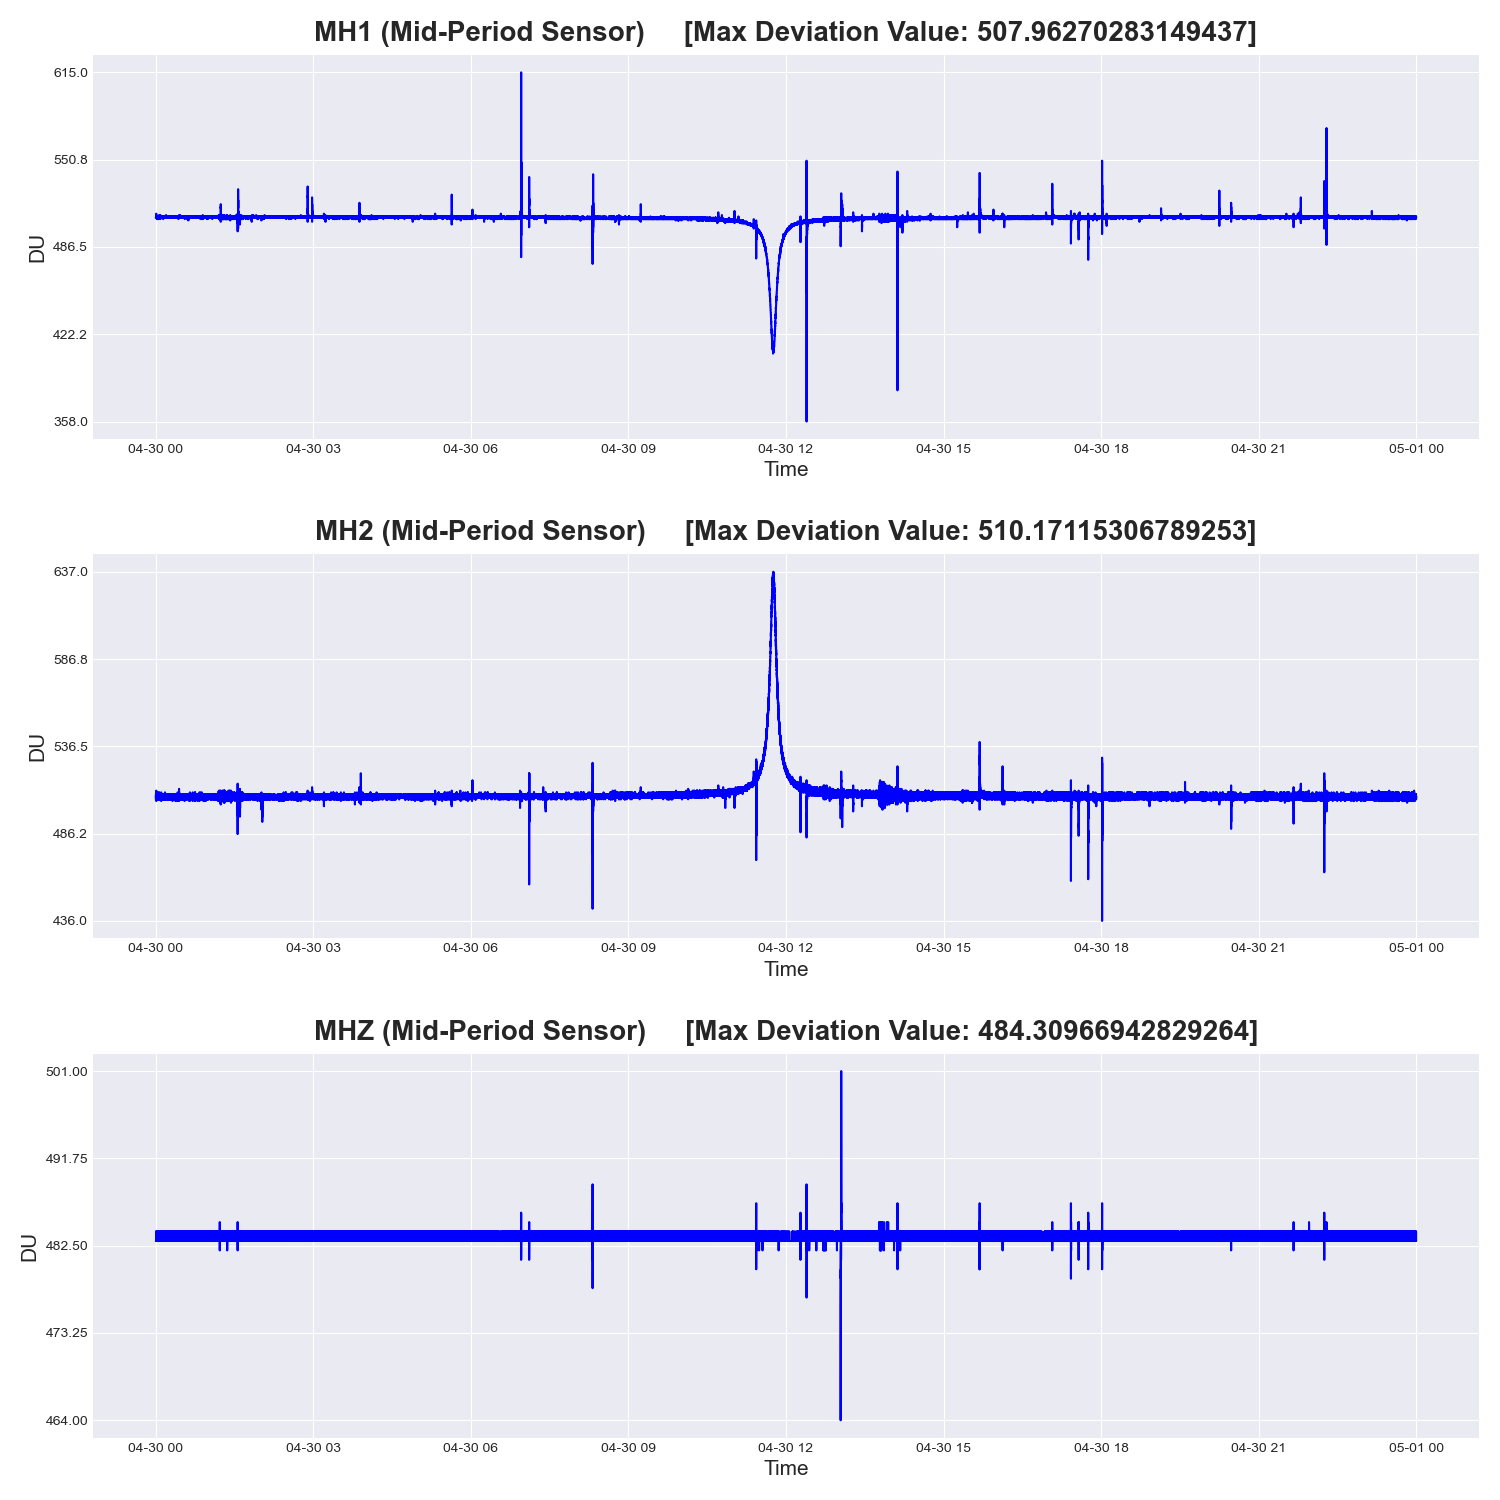 MH1 (Mid-Period Sensor) [Max Deviation Value: 507.96270283149437]
615.0
550.8
486.5
422.2
358.0
DU
04-30 00 04-30 03 04-30 06 04-30 09 04-30 12 04-30 15 04-30 18 04-30 21 05-01 00
Time
MH2 (Mid-Period Sensor) [Max Deviation Value: 510.17115306789253]
637.0
586.8
536.5
486.2
436.0
DU
04-30 00 04-30 03 04-30 06 04-30 09 04-30 12 04-30 15 04-30 18 04-30 21 05-01 00
Time
MHZ (Mid-Period Sensor) [Max Deviation Value: 484.30966942829264]
501.00
491.75
482.50
473.25
464.00
DU
04-30 00 04-30 03 04-30 06 04-30 09 04-30 12 04-30 15 04-30 18 04-30 21 05-01 00
Time